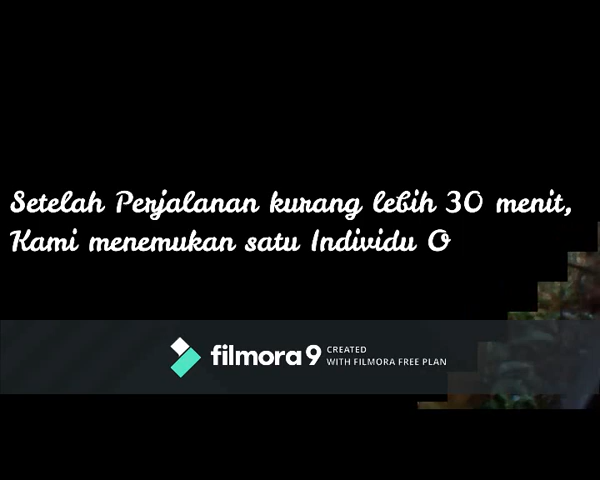 Setelah Perjalanan kurang lebih 30 menit,
Kami menemukan satu Individu O
filmora 9 CREATED
WITH FILMORA FREE PLAN